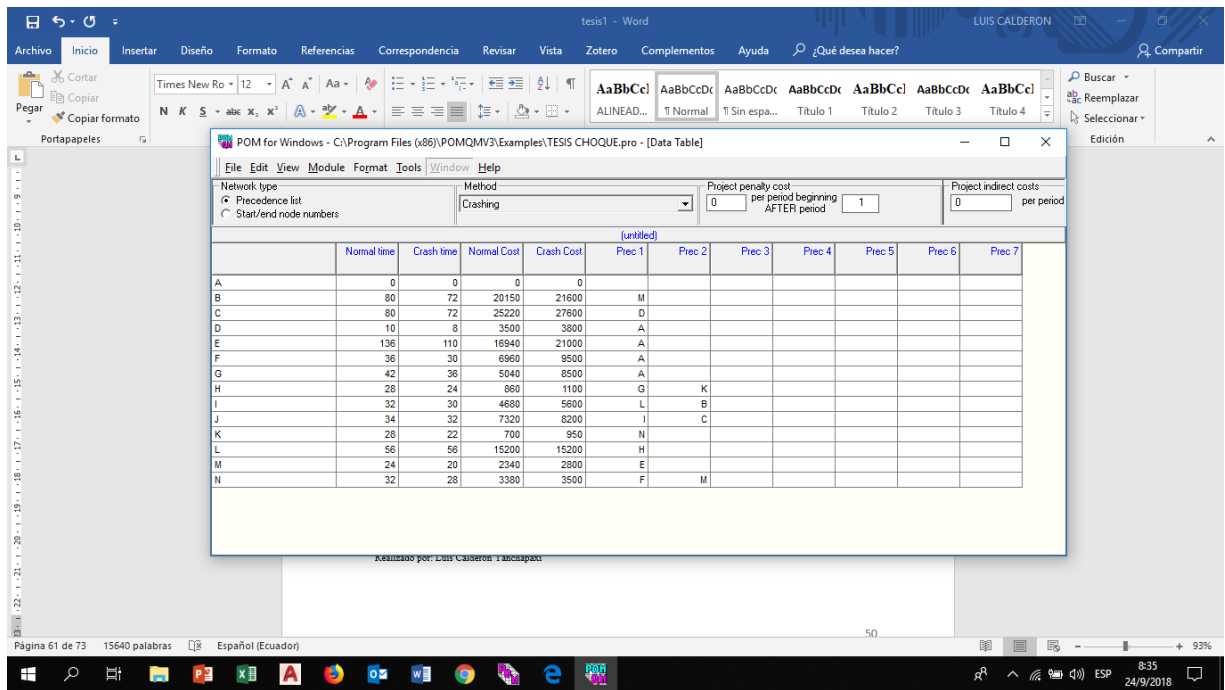 tesis1 - Word
LUIS CALDERON
Archivo Inicio Insertar Diseño Formato Referencias Correspondencia Revisar Vista Zotero Complementos Ayuda ¿Qué desea hacer? Compartir
Pegar
Cortar
Copiar
Copiar formato
Portapapeles
Times New Ro 12
AaBbCcI AaBbCcDc AaBbCcDc AaBbCcDc AaBbCcI AaBbCcDc AaBbCcI
ALINEAD... ¶ Normal ¶ Sin espa... Título 1 Título 2 Título 3 Título 4
Buscar
Reemplazar
Seleccionar
Edición
POM for Windows - C:\Program Files (x86)\POMQMV3\Examples\TESIS CHOQUE.pro - [Data Table]
File Edit View Module Format Tools Window Help
Network type
Precedence list
Start/end node numbers
Method
Crashing
Project penalty cost
0 per period beginning AFTER period 1
Project indirect costs
0 per period
(untitled)
Normal time Crash time Normal Cost Crash Cost Prec 1 Prec 2 Prec 3 Prec 4 Prec 5 Prec 6 Prec 7
A 0 0 0 0
B 80 72 20150 21600 M
C 80 72 25220 27600 D
D 10 8 3500 3800 A
E 136 110 16940 21000 A
F 36 30 6960 9500 A
G 42 36 5040 8500 A
H 28 24 860 1100 G K
I 32 30 4680 5600 L B
J 34 32 7320 8200 I C
K 28 22 700 950 N
L 56 56 15200 15200 H
M 24 20 2340 2800 E
N 32 28 3380 3500 F M
Realizado por: Luis Calderon Yanchapaxi
50
Página 61 de 73 15640 palabras Español (Ecuador) 93%
ESP
8:35
24/9/2018